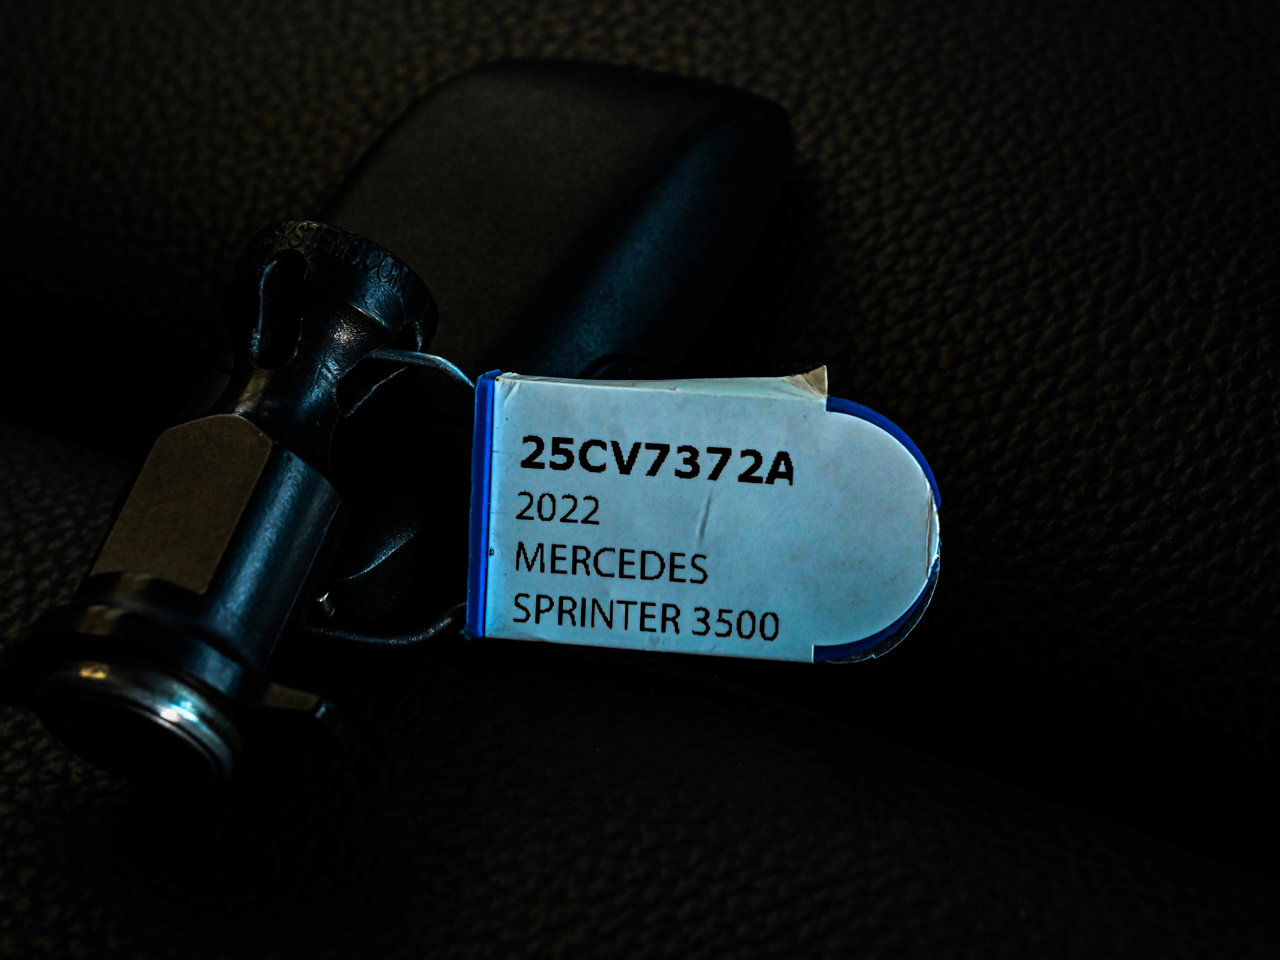 25CV7372A
2022
MERCEDES
SPRINTER 3500